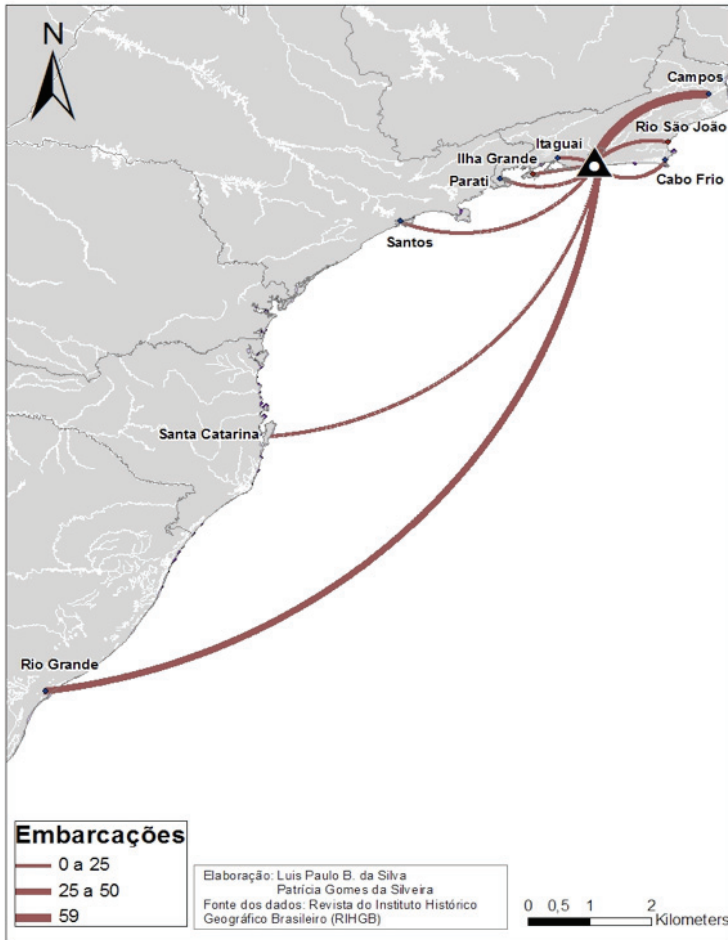 N
Campos
Rio São João
Itaguai
Ilha Grande
Parati
Cabo Frio
Santos
Santa Catarina
Rio Grande
Embarcações
0 a 25
25 a 50
59
Elaboração: Luis Paulo B. da Silva
Patrícia Gomes da Silveira
Fonte dos dados: Revista do Instituto Histórico
Geográfico Brasileiro (RIHGB)
0 0,5 1 2
Kilometers